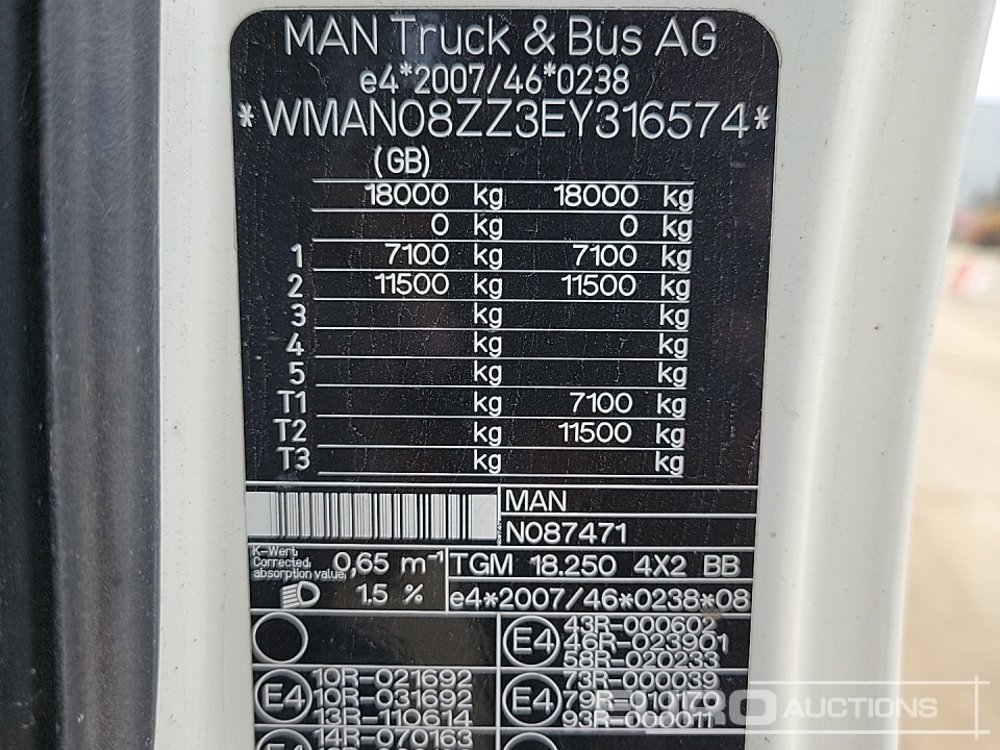 MAN Truck & Bus AG
e4*2007/46*0238
*WMAN08ZZ3EY316574*
(GB)
18000 kg 18000 kg
0 kg 0 kg
1 7100 kg 7100 kg
2 11500 kg 11500 kg
3 kg kg
4 kg kg
5 kg kg
T1 kg 7100 kg
T2 kg 11500 kg
T3 kg kg
MAN
N087471
K-Wert
Corrected
absorption value
0,65 m⁻¹
TGM 18.250 4X2 BB
1.5 %
e4*2007/46*0238*08
E4
43R-000602
46R-023901
58R-020233
E4
10R-021692
10R-031692
13R-110614
E4
73R-000039
79R-010170
93R-000011
E4
14R-070163
EURO AUCTIONS